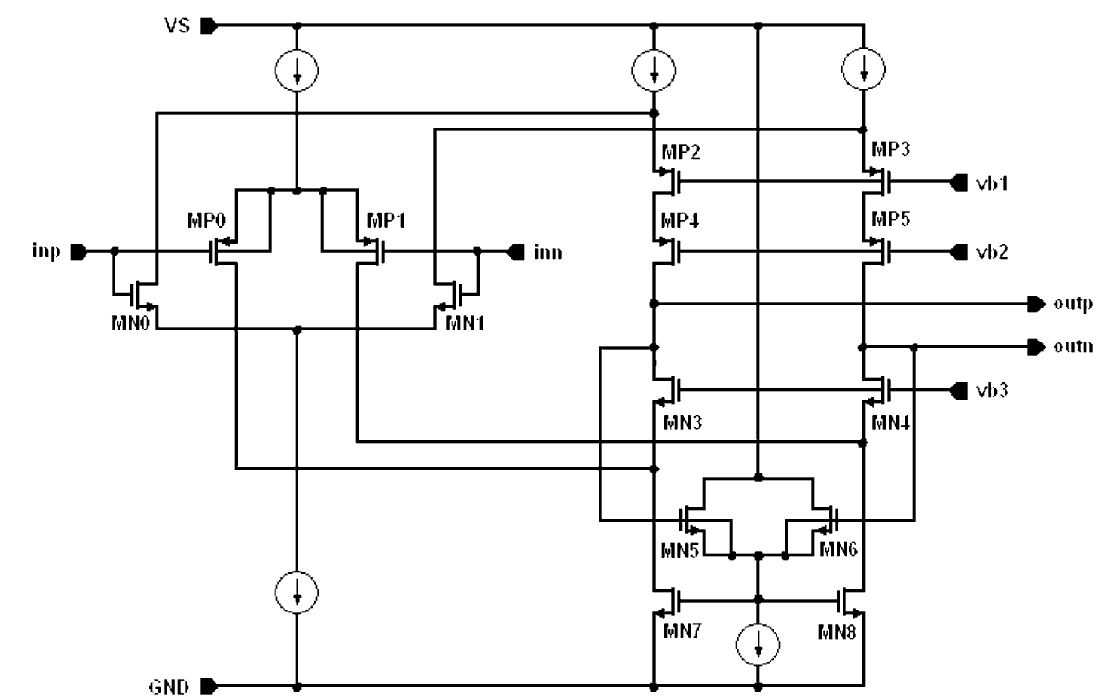 VS
MP2
MP3
vb1
MP0
MP1
MP4
MP5
inp
inn
vb2
MN0
MN1
outp
outn
vb3
MN3
MN4
MN5
MN6
MN7
MN8
GND